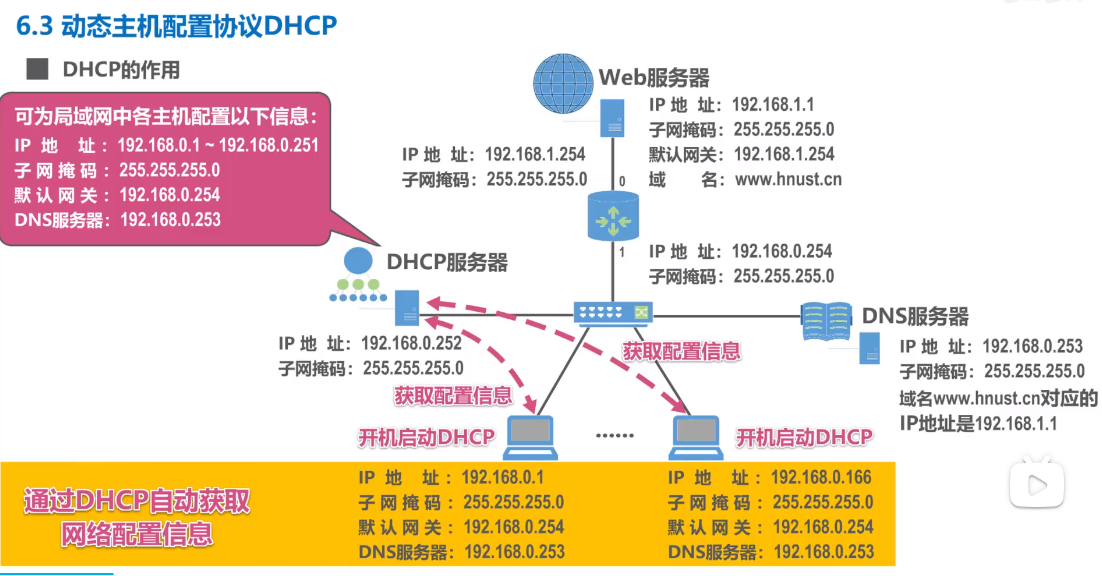 6.3 动态主机配置协议DHCP
DHCP的作用
可为局域网中各主机配置以下信息：
IP 地 址：192.168.0.1 ~ 192.168.0.251
子网掩码：255.255.255.0
默认网关：192.168.0.254
DNS服务器：192.168.0.253
Web服务器
IP 地 址：192.168.1.1
子网掩码：255.255.255.0
默认网关：192.168.1.254
域 名：www.hnust.cn
IP 地 址：192.168.1.254
子网掩码：255.255.255.0
0
1
IP 地 址：192.168.0.254
子网掩码：255.255.255.0
DHCP服务器
IP 地 址：192.168.0.252
子网掩码：255.255.255.0
DNS服务器
IP 地 址：192.168.0.253
子网掩码：255.255.255.0
域名www.hnust.cn对应的
IP地址是192.168.1.1
获取配置信息
获取配置信息
开机启动DHCP
......
开机启动DHCP
通过DHCP自动获取
网络配置信息
IP 地 址：192.168.0.1
子网掩码：255.255.255.0
默认网关：192.168.0.254
DNS服务器：192.168.0.253
IP 地 址：192.168.0.166
子网掩码：255.255.255.0
默认网关：192.168.0.254
DNS服务器：192.168.0.253